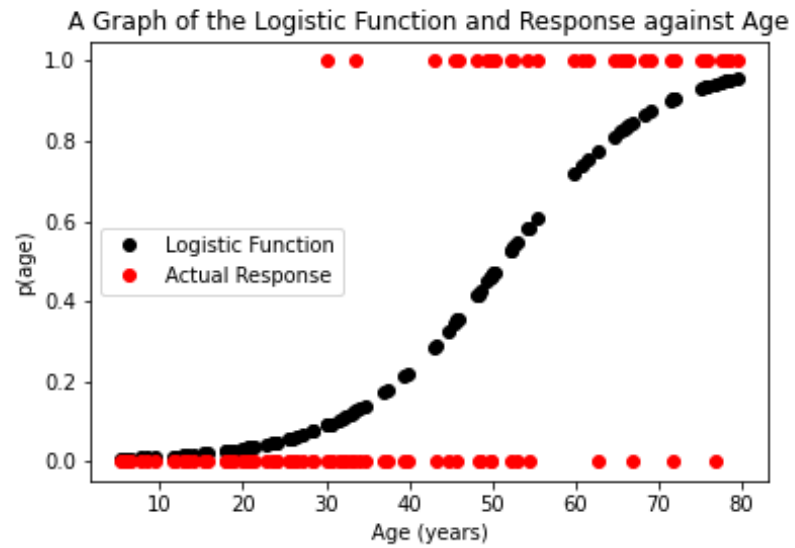 A Graph of the Logistic Function and Response against Age
1.0
0.8
0.6
0.4
0.2
0.0
p(age)
Logistic Function
Actual Response
10 20 30 40 50 60 70 80
Age (years)